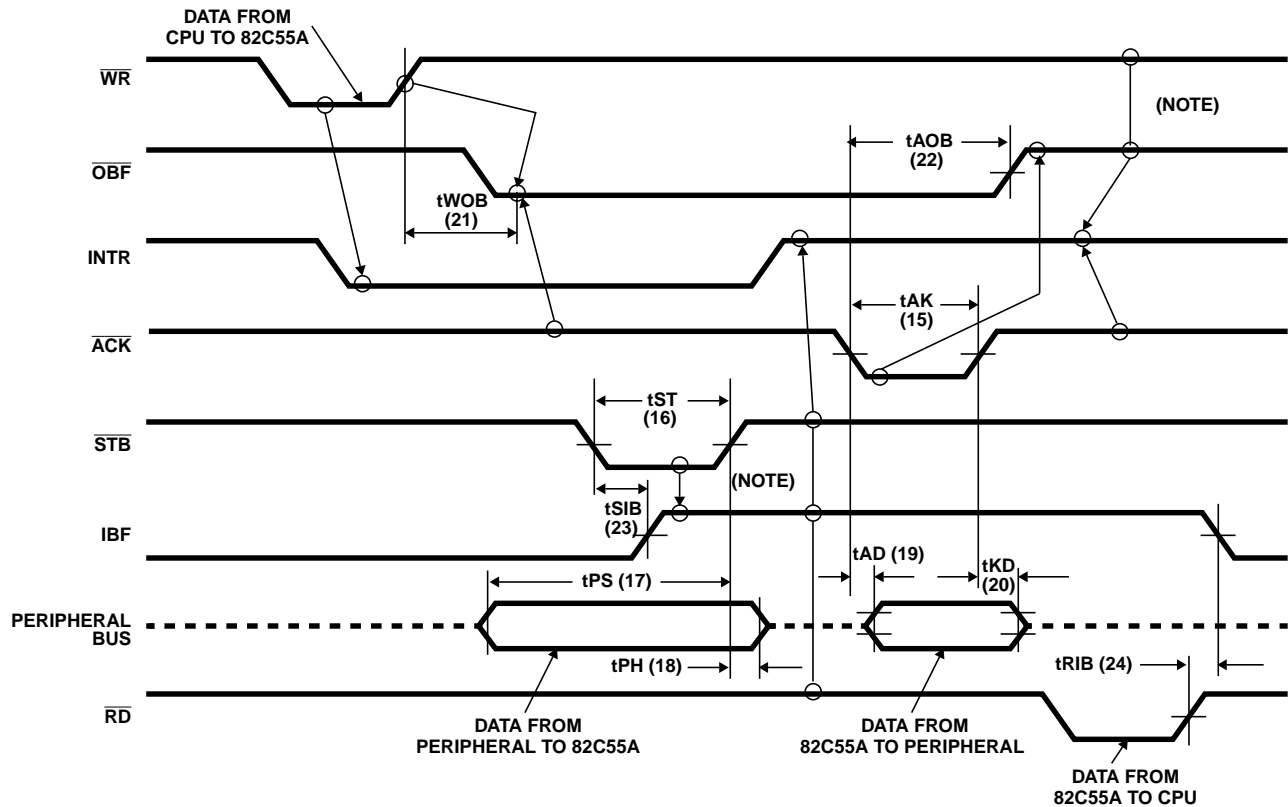 DATA FROM
CPU TO 82C55A
WR
(NOTE)
tAOB
(22)
OBF
tWOB
(21)
INTR
tAK
(15)
ACK
tST
(16)
STB
(NOTE)
tSIB
(23)
IBF
tAD (19)
tKD
(20)
tPS (17)
PERIPHERAL
BUS
tPH (18)
tRIB (24)
RD
DATA FROM
PERIPHERAL TO 82C55A
DATA FROM
82C55A TO PERIPHERAL
DATA FROM
82C55A TO CPU